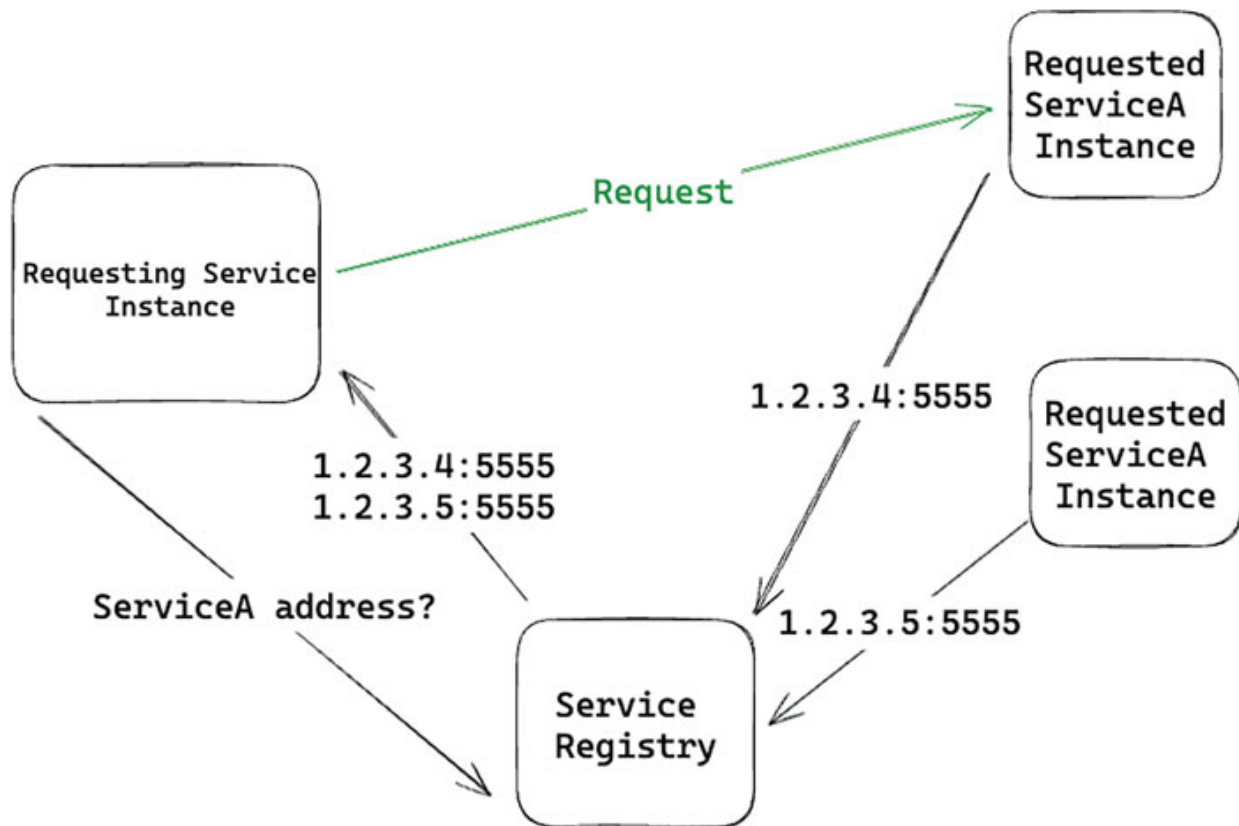 Requested
ServiceA
Instance
Request
Requesting Service
Instance
1.2.3.4:5555
Requested
ServiceA
Instance
1.2.3.4:5555
1.2.3.5:5555
ServiceA address?
1.2.3.5:5555
Service
Registry